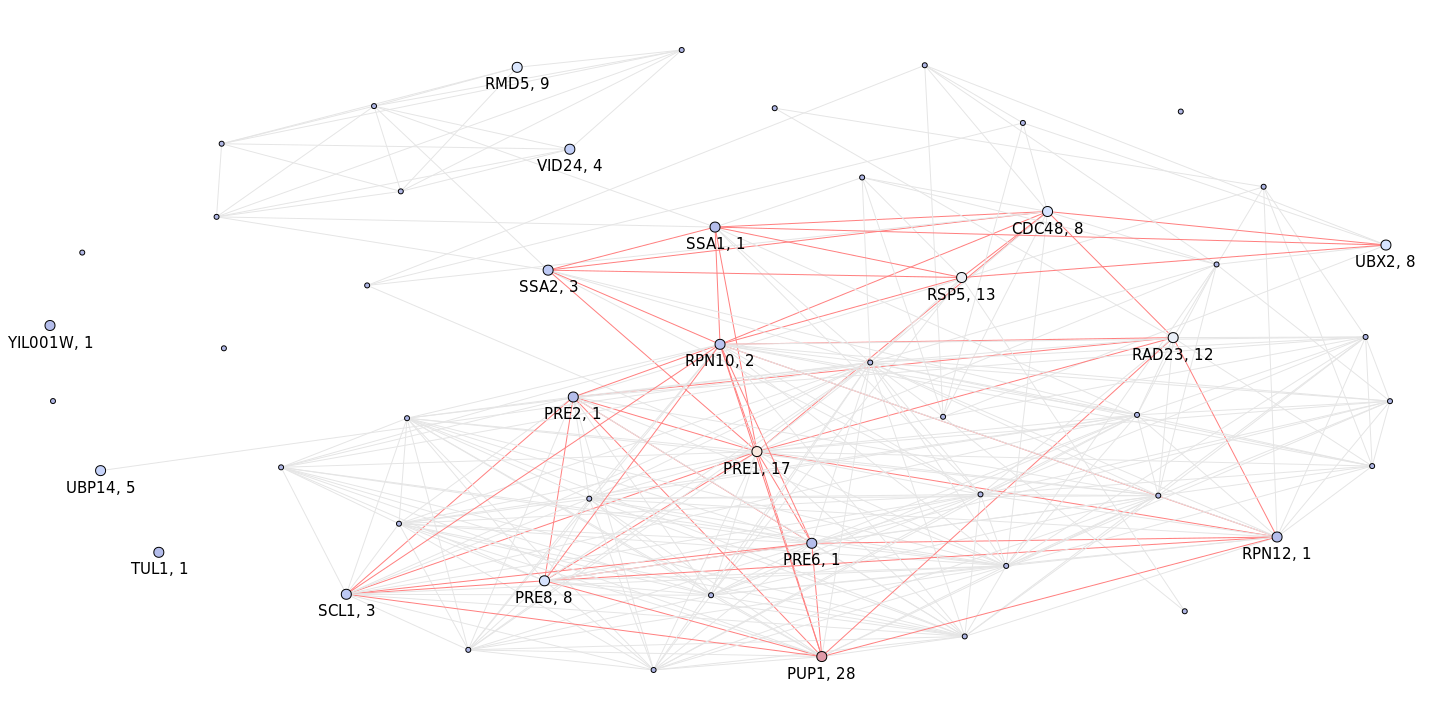 RMD5, 9
VID24, 4
CDC48, 8
SSA1, 1
UBX2, 8
SSA2, 3
RSP5, 13
YIL001W, 1
RPN10, 2
RAD23, 12
PRE2, 1
PRE1, 17
UBP14, 5
RPN12, 1
PRE6, 1
TUL1, 1
PRE8, 8
SCL1, 3
PUP1, 28